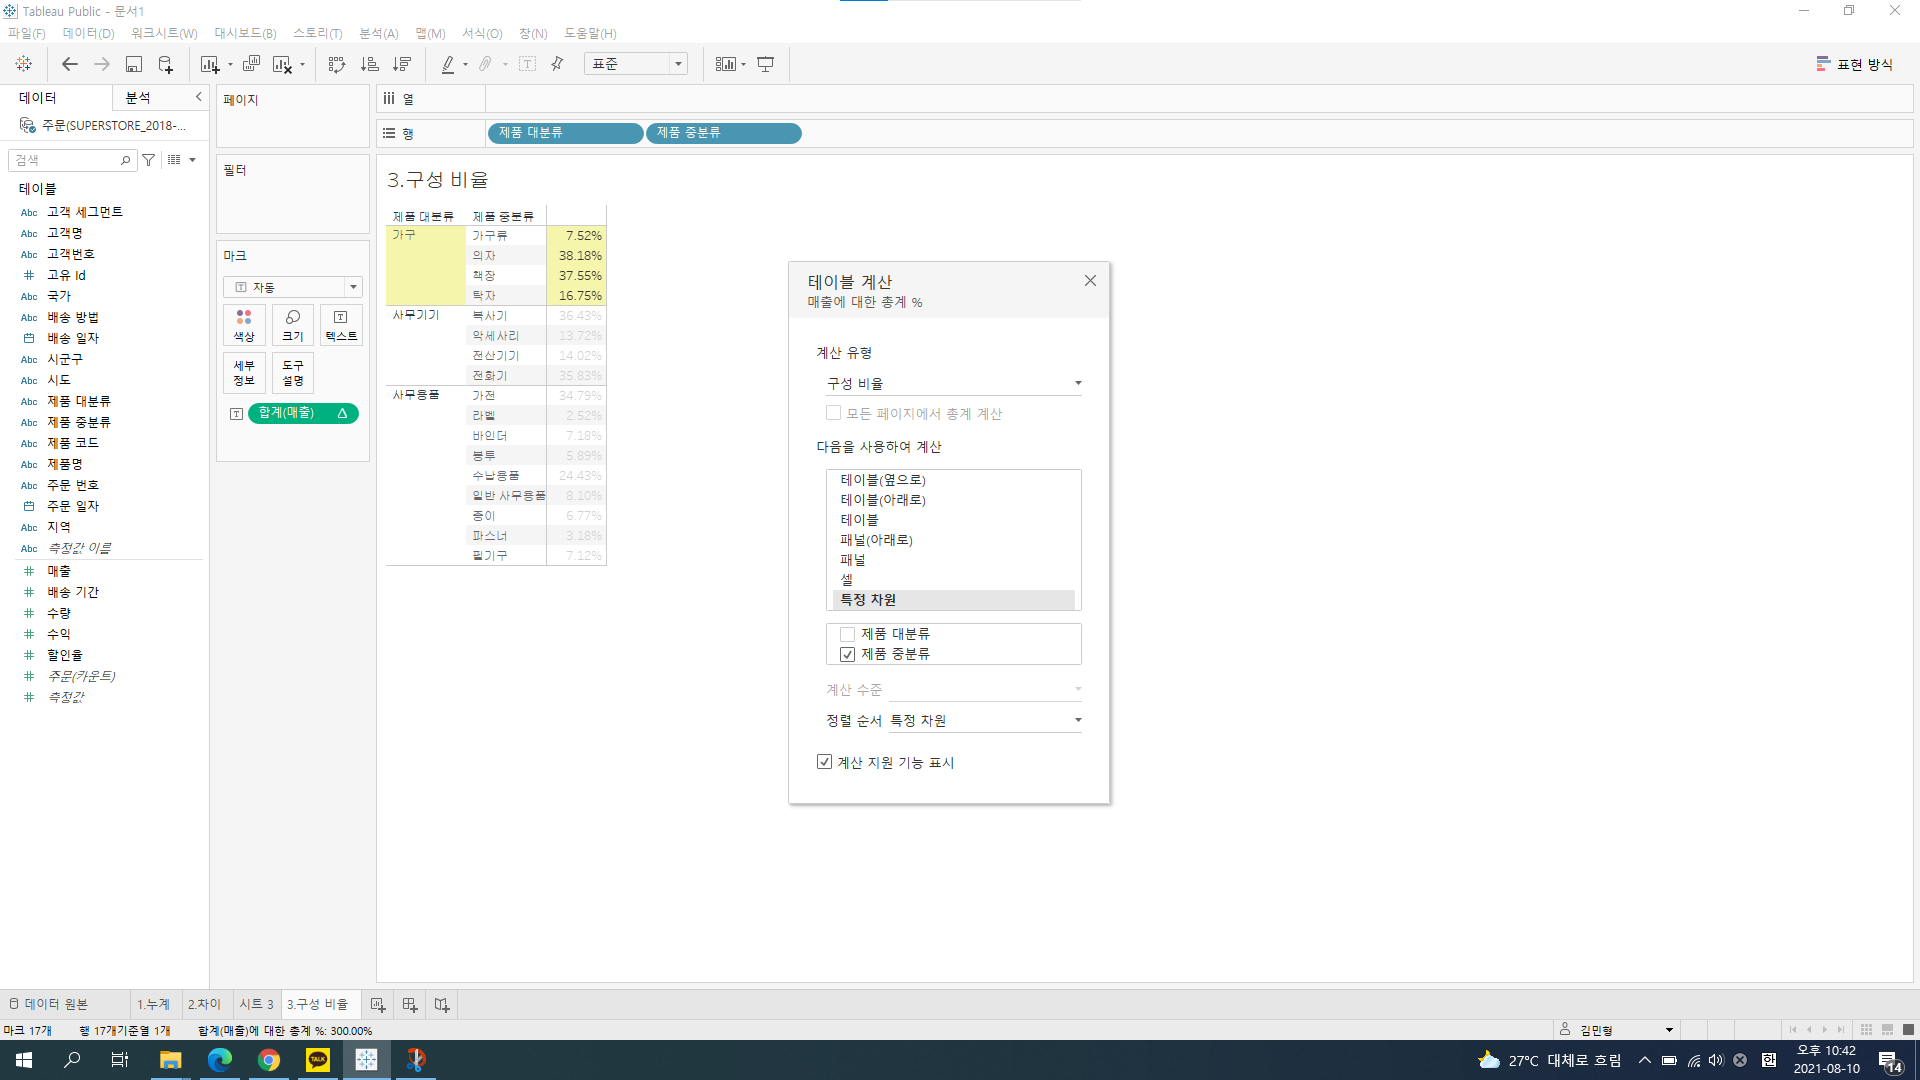 Tableau Public - 문서1
파일(F) 데이터(D) 워크시트(W) 대시보드(B) 스토리(T) 분석(A) 맵(M) 서식(O) 창(N) 도움말(H)
표준
표현 방식
데이터 분석
주문(SUPERSTORE_2018-...
검색
테이블
Abc 고객 세그먼트
Abc 고객명
Abc 고객번호
# 고유 Id
Abc 국가
Abc 배송 방법
배송 일자
Abc 시군구
Abc 시도
Abc 제품 대분류
Abc 제품 중분류
Abc 제품 코드
Abc 제품명
Abc 주문 번호
주문 일자
Abc 지역
Abc 측정값 이름
# 매출
# 배송 기간
# 수량
# 수익
# 할인율
# 주문(카운트)
# 측정값
페이지
필터
마크
자동
색상 크기 텍스트
세부 정보
도구 설명
합계(매출) △
열
행 제품 대분류 제품 중분류
3.구성 비율
제품 대분류 제품 중분류
가구 가구류 7.52%
의자 38.18%
책장 37.55%
탁자 16.75%
사무기기 복사기 36.43%
악세사리 13.72%
전산기기 14.02%
전화기 35.83%
사무용품 가전 34.79%
라벨 2.52%
바인더 7.18%
봉투 5.89%
수납용품 24.43%
일반 사무용품 8.10%
종이 6.77%
파스너 3.18%
필기구 7.12%
테이블 계산
매출에 대한 총계 %
계산 유형
구성 비율
모든 페이지에서 총계 계산
다음을 사용하여 계산
테이블(옆으로)
테이블(아래로)
테이블
패널(아래로)
패널
셀
특정 차원
제품 대분류
제품 중분류
계산 수준
정렬 순서 특정 차원
계산 지원 기능 표시
데이터 원본 1.누계 2.차이 시트 3 3.구성 비율
마크 17개 행 17개기준열 1개 합계(매출)에 대한 총계 %: 300.00%
김민형
TALK
27°C 대체로 흐림
한
오후 10:42
2021-08-10
14